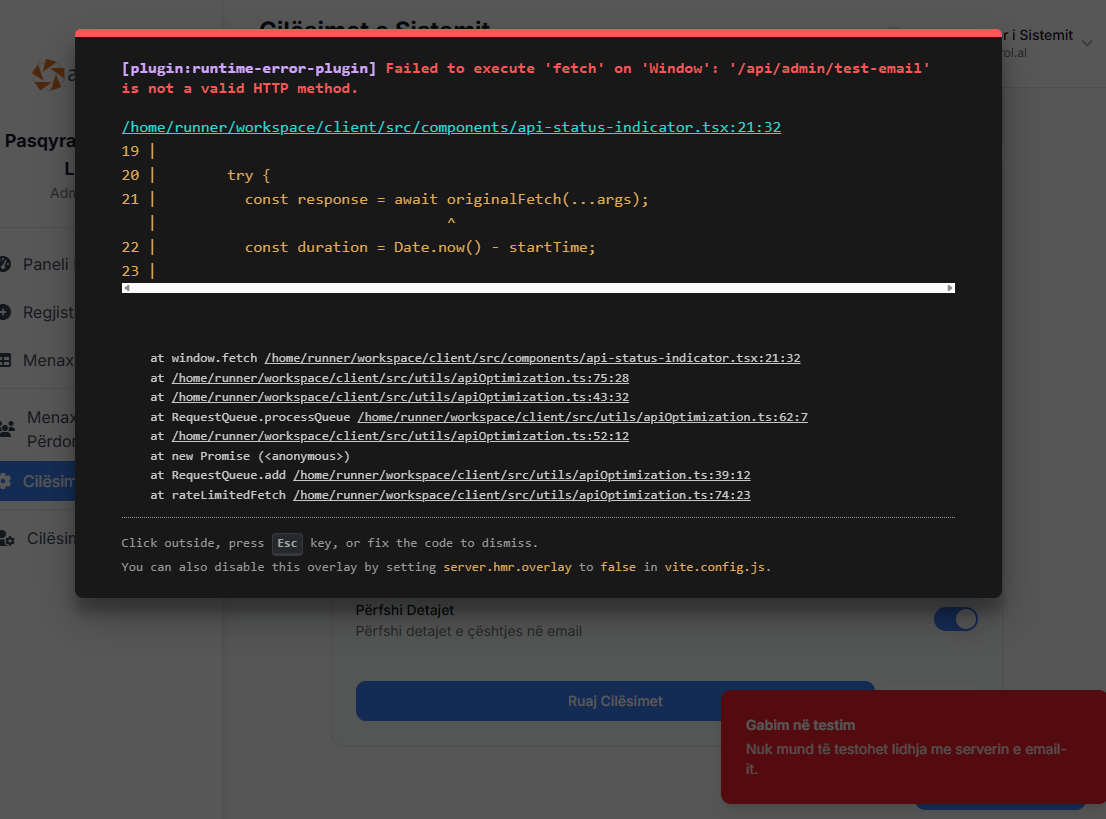 Cilësimet e Sistemit
r i Sistemit
rol.al
[plugin:runtime-error-plugin] Failed to execute 'fetch' on 'Window': '/api/admin/test-email'
is not a valid HTTP method.
/home/runner/workspace/client/src/components/api-status-indicator.tsx:21:32
19 |
20 | try {
21 | const response = await originalFetch(...args);
| ^
22 | const duration = Date.now() - startTime;
23 |
at window.fetch /home/runner/workspace/client/src/components/api-status-indicator.tsx:21:32
at /home/runner/workspace/client/src/utils/apiOptimization.ts:75:28
at /home/runner/workspace/client/src/utils/apiOptimization.ts:43:32
at RequestQueue.processQueue /home/runner/workspace/client/src/utils/apiOptimization.ts:62:7
at /home/runner/workspace/client/src/utils/apiOptimization.ts:52:12
at new Promise (<anonymous>)
at RequestQueue.add /home/runner/workspace/client/src/utils/apiOptimization.ts:39:12
at rateLimitedFetch /home/runner/workspace/client/src/utils/apiOptimization.ts:74:23
Click outside, press Esc key, or fix the code to dismiss.
You can also disable this overlay by setting server.hmr.overlay to false in vite.config.js.
Pasqyra
L
Adm
Paneli
Regjist
Menax
Menax
Përdor
Cilësim
Cilësim
Përfshi Detajet
Përfshi detajet e çështjes në email
Ruaj Cilësimet
Gabim në testim
Nuk mund të testohet lidhja me serverin e email-
it.